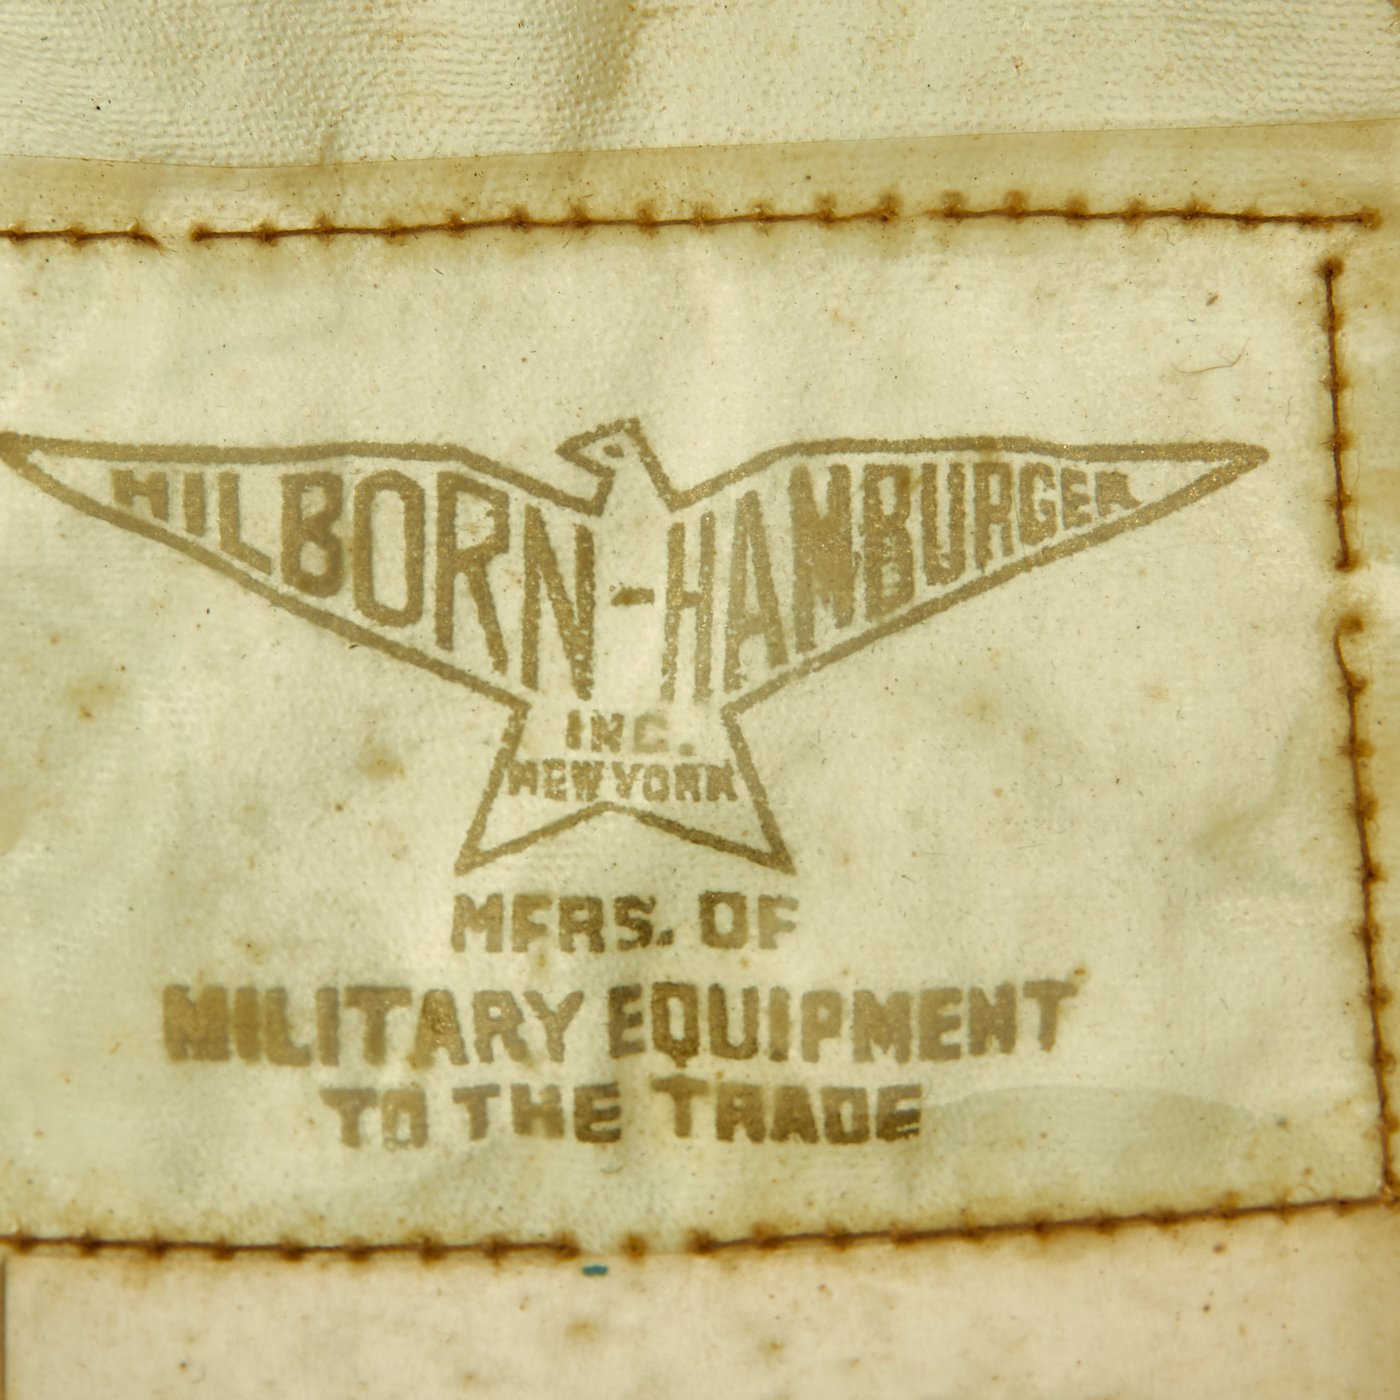 HILBORN-HAMBURGER
INC.
NEW YORK
MFRS. OF
MILITARY EQUIPMENT
TO THE TRADE